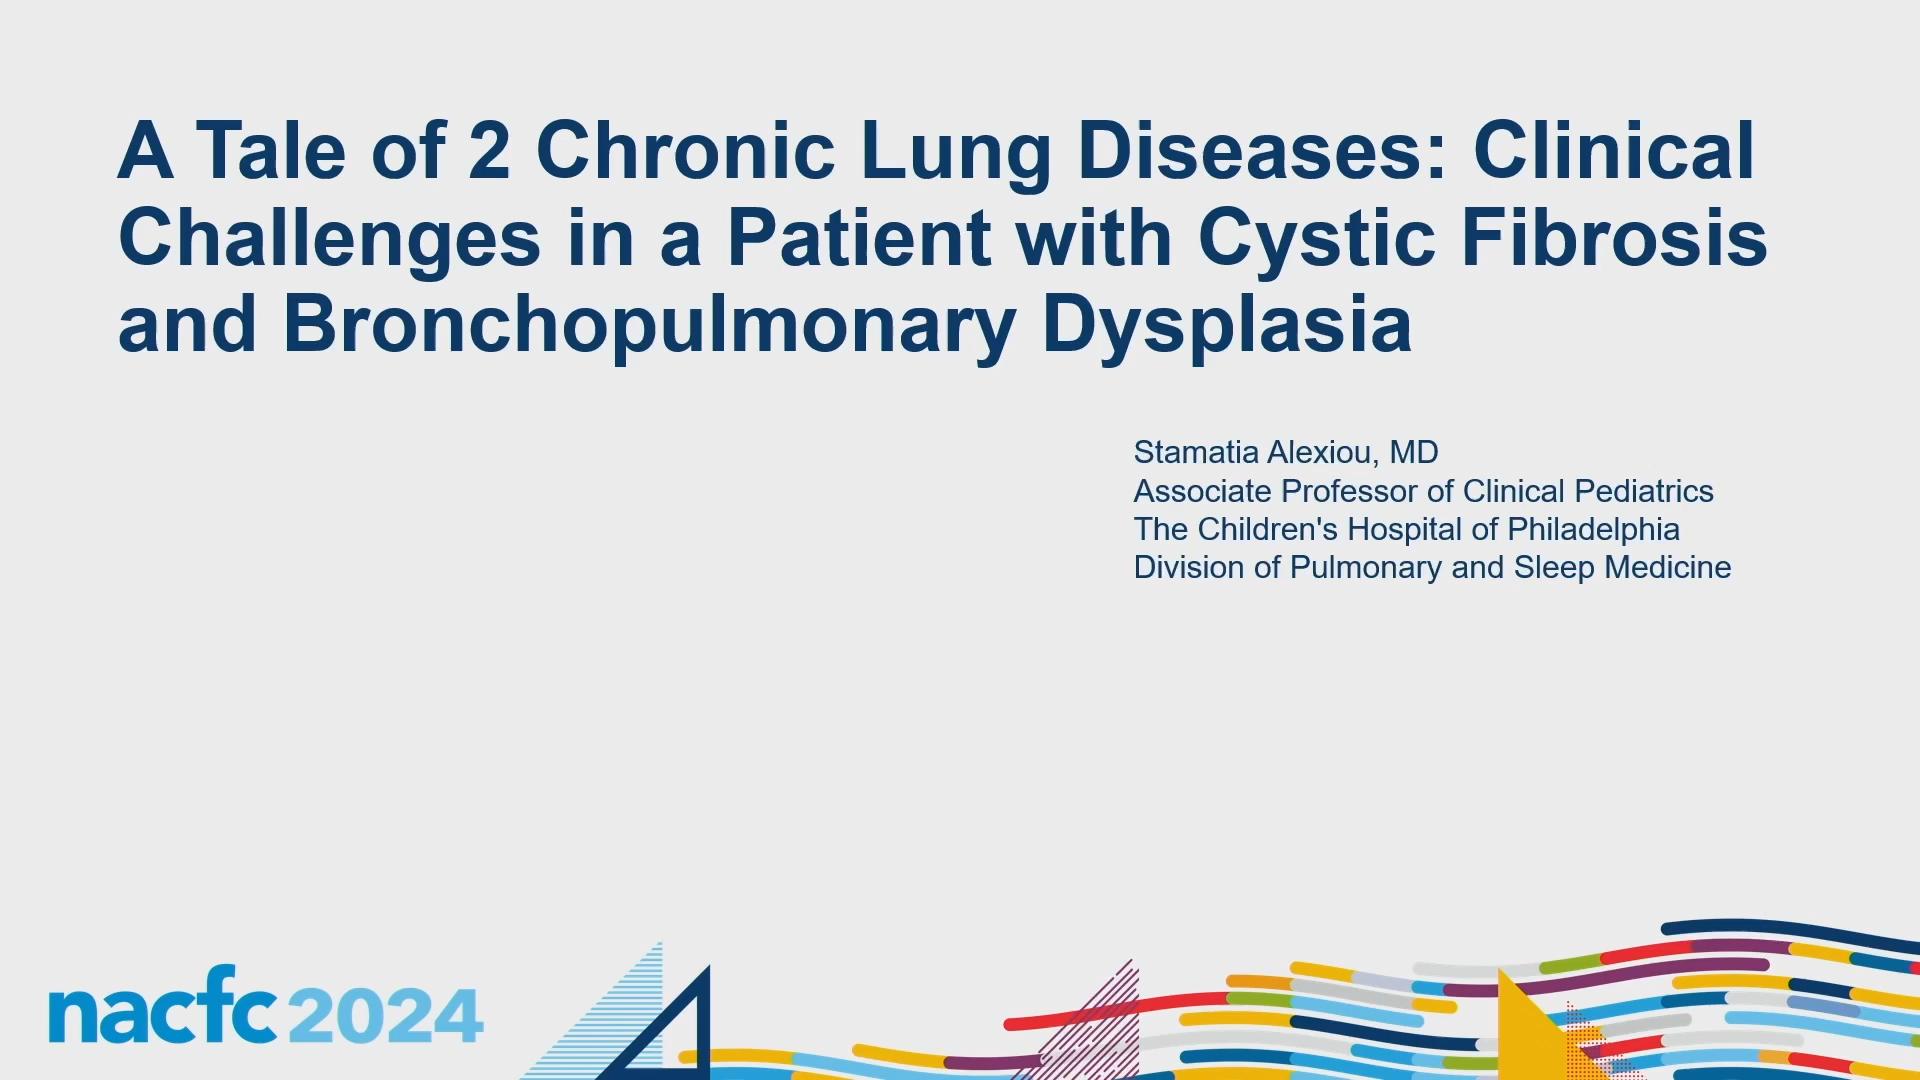 A Tale of 2 Chronic Lung Diseases: Clinical
Challenges in a Patient with Cystic Fibrosis
and Bronchopulmonary Dysplasia
Stamatia Alexiou, MD
Associate Professor of Clinical Pediatrics
The Children's Hospital of Philadelphia
Division of Pulmonary and Sleep Medicine
nacfc 2024